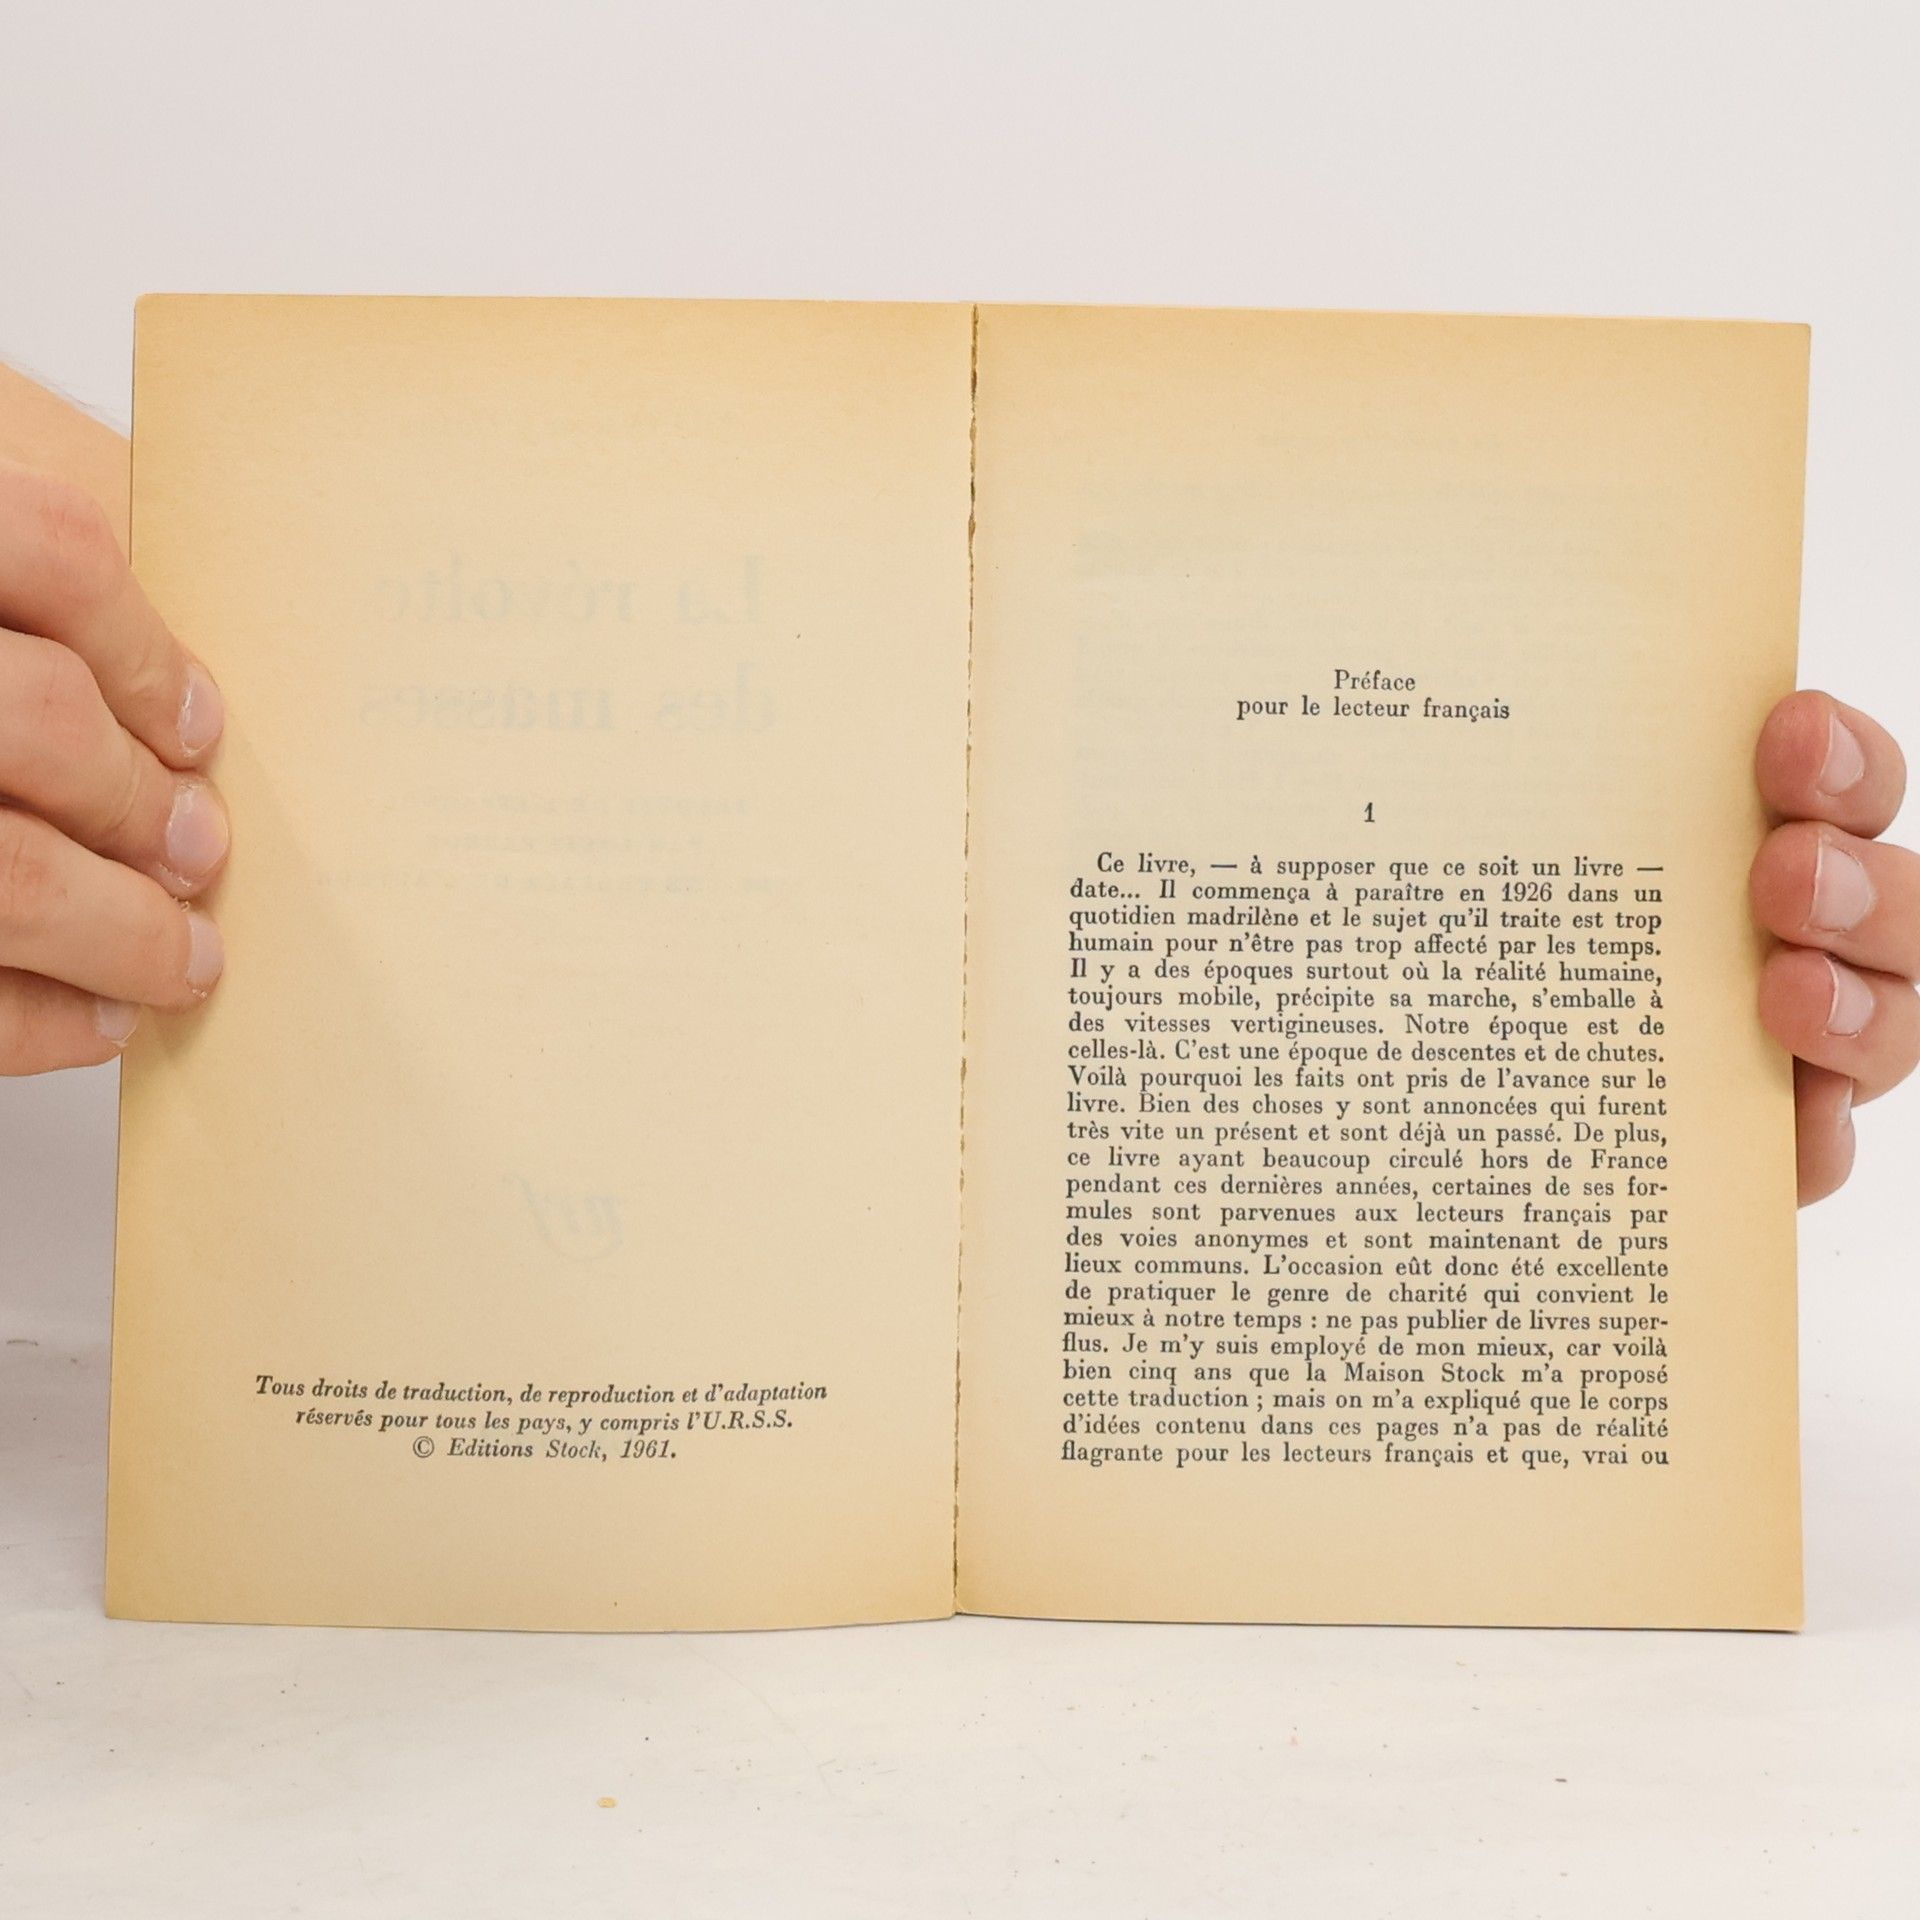 Tous droits de traduction, de reproduction et d'adaptation
réservés pour tous les pays, y compris l'U.R.S.S.
© Editions Stock, 1961.
Préface
pour le lecteur français
1
Ce livre, — à supposer que ce soit un livre —
date... Il commença à paraître en 1926 dans un
quotidien madrilène et le sujet qu'il traite est trop
humain pour n'être pas trop affecté par les temps.
Il y a des époques surtout où la réalité humaine,
toujours mobile, précipite sa marche, s'emballe à
des vitesses vertigineuses. Notre époque est de
celles-là. C'est une époque de descentes et de chutes.
Voilà pourquoi les faits ont pris de l'avance sur le
livre. Bien des choses y sont annoncées qui furent
très vite un présent et sont déjà un passé. De plus,
ce livre ayant beaucoup circulé hors de France
pendant ces dernières années, certaines de ses for-
mules sont parvenues aux lecteurs français par
des voies anonymes et sont maintenant de purs
lieux communs. L'occasion eût donc été excellente
de pratiquer le genre de charité qui convient le
mieux à notre temps : ne pas publier de livres super-
flus. Je m'y suis employé de mon mieux, car voilà
bien cinq ans que la Maison Stock m'a proposé
cette traduction ; mais on m'a expliqué que le corps
d'idées contenu dans ces pages n'a pas de réalité
flagrante pour les lecteurs français et que, vrai ou